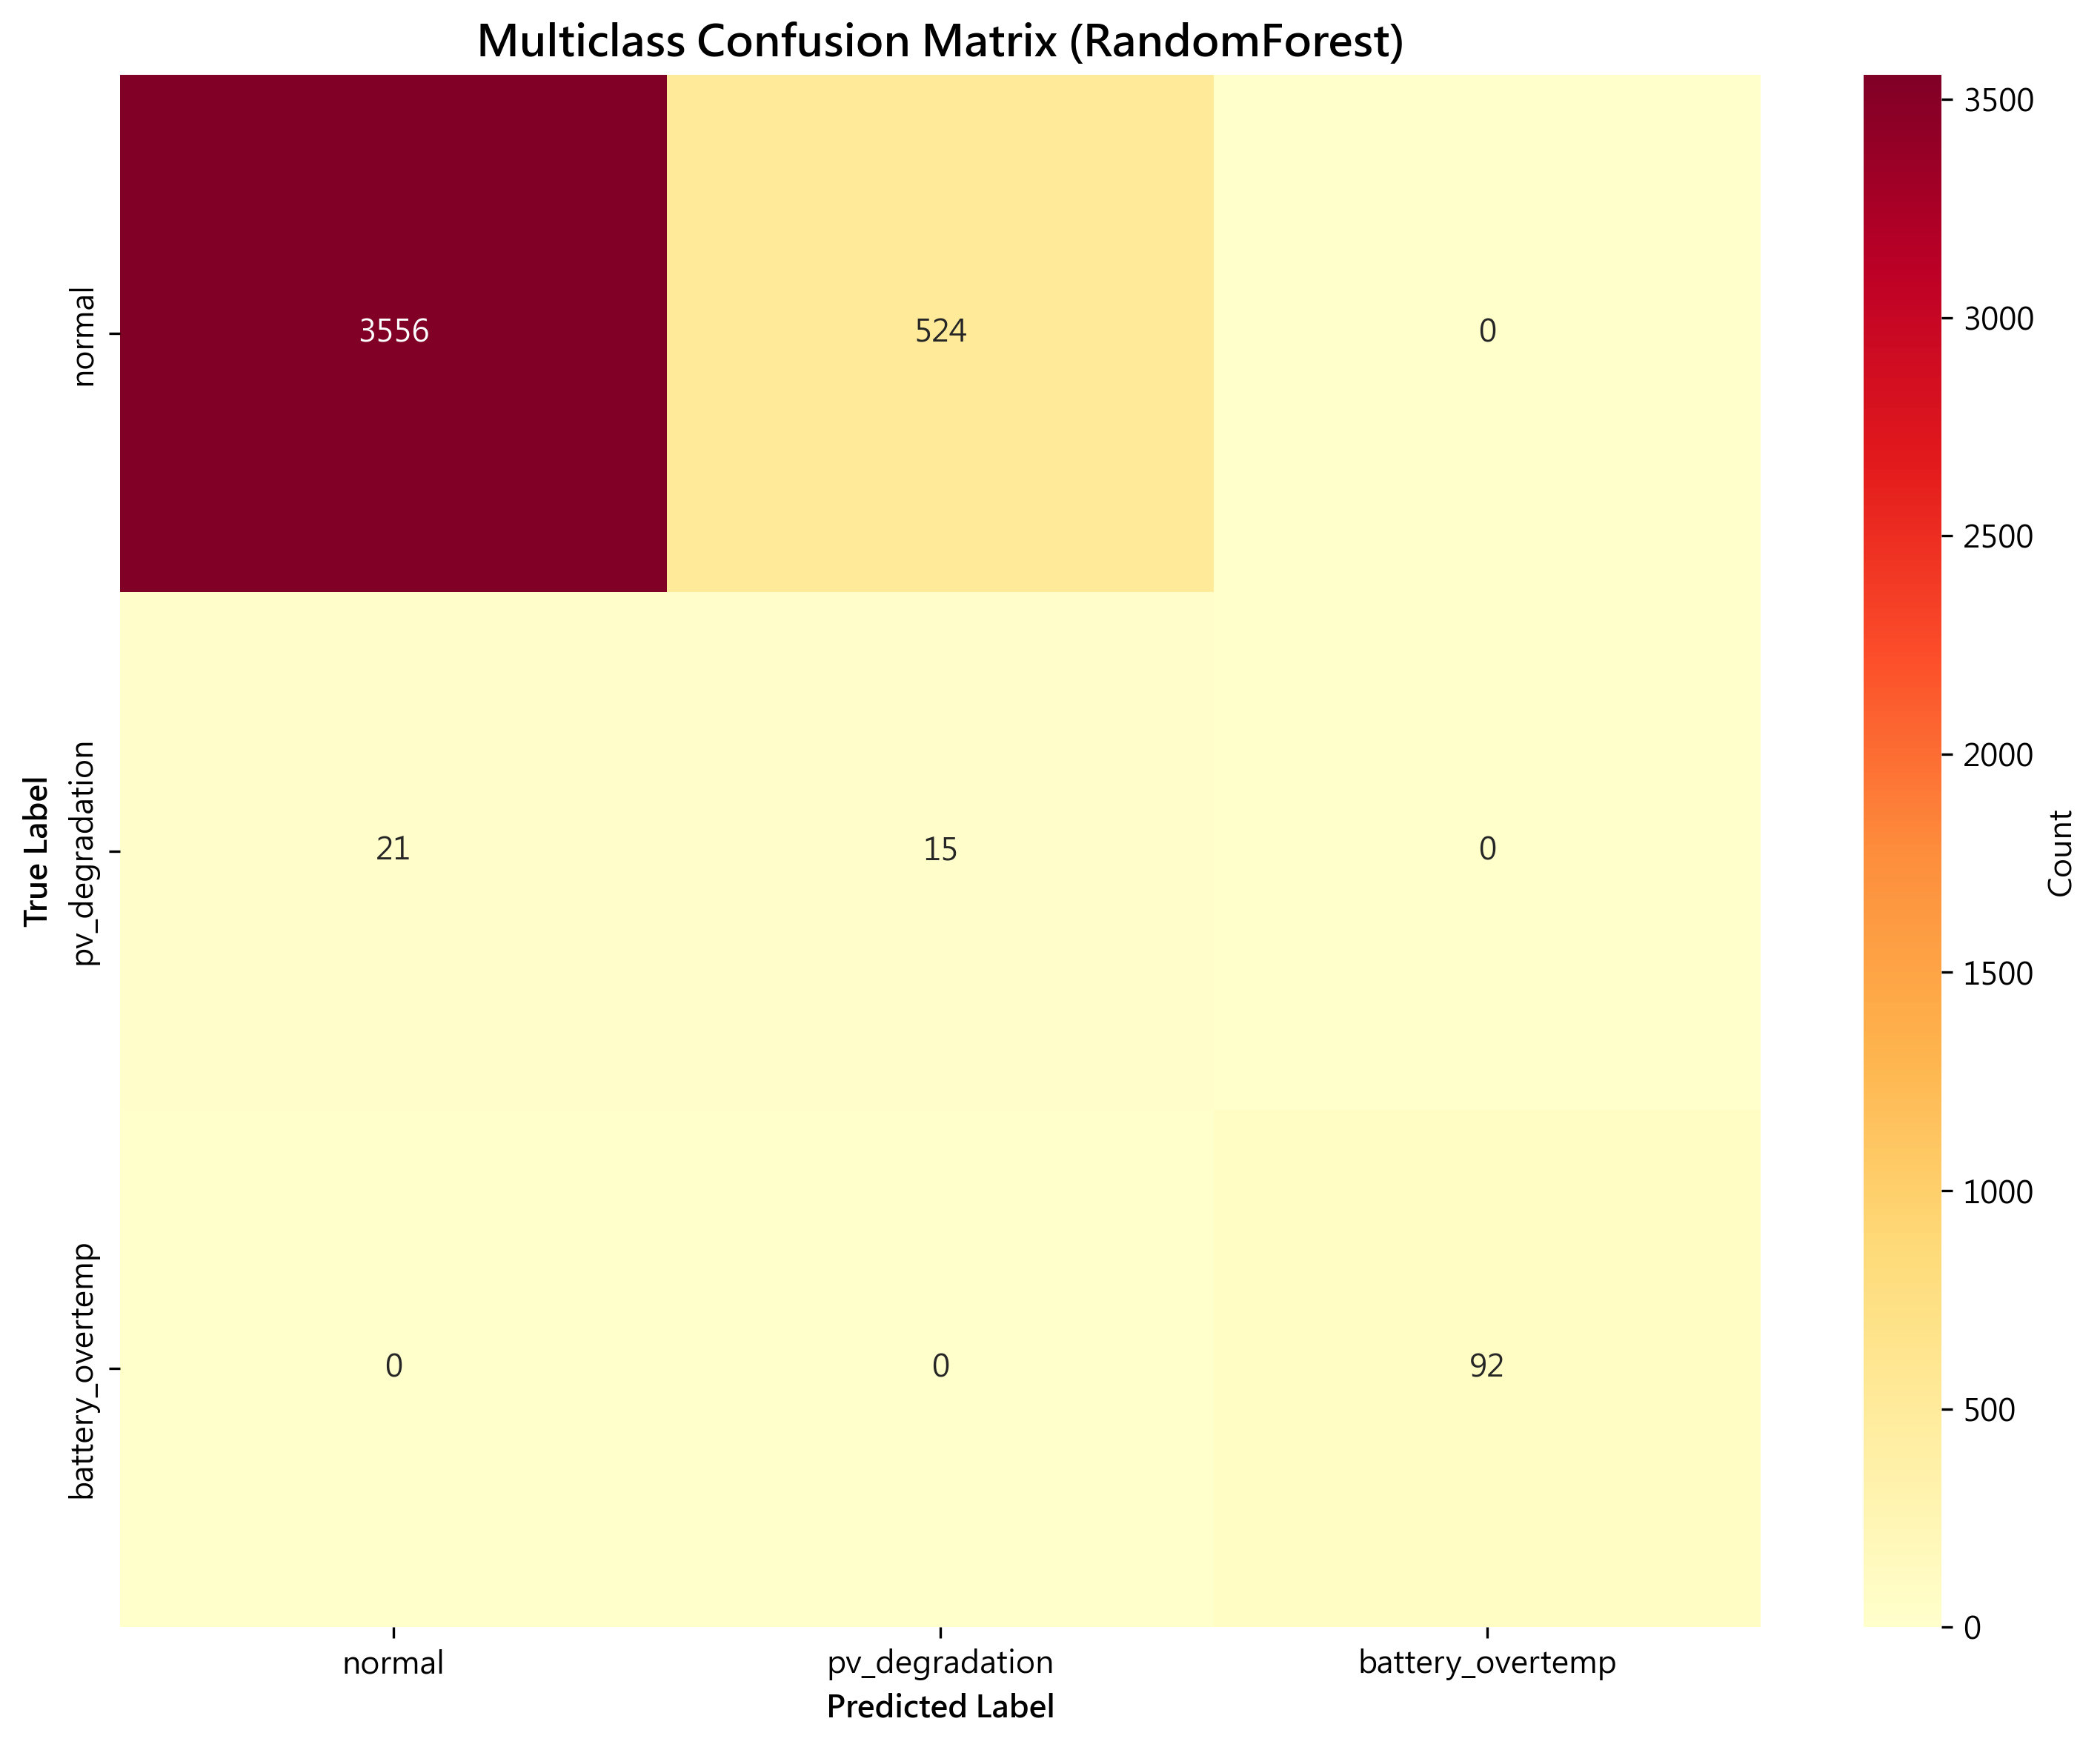 Multiclass Confusion Matrix (RandomForest)
True Label
normal
3556 524 0
pv_degradation
21 15 0
battery_overtemp
0 0 92
normal pv_degradation battery_overtemp
Predicted Label
3500
3000
2500
2000
1500
1000
500
0
Count